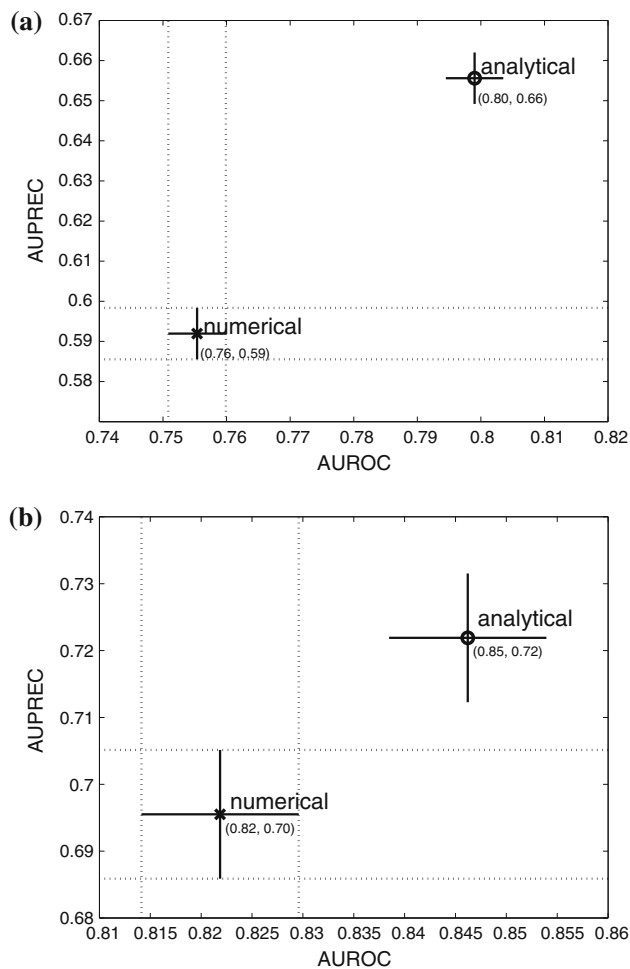 (a)
0.67
0.66
0.65
0.64
0.63
0.62
0.61
0.6
0.59
0.58
AUPREC
analytical
(0.80, 0.66)
numerical
(0.76, 0.59)
0.74 0.75 0.76 0.77 0.78 0.79 0.8 0.81 0.82
AUROC
(b)
0.74
0.73
0.72
0.71
0.7
0.69
0.68
AUPREC
analytical
(0.85, 0.72)
numerical
(0.82, 0.70)
0.81 0.815 0.82 0.825 0.83 0.835 0.84 0.845 0.85 0.855 0.86
AUROC